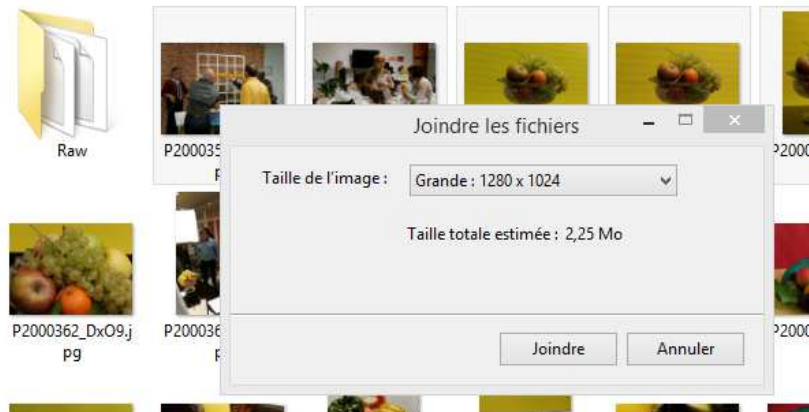 Raw
P20003
P2000
Joindre les fichiers
Taille de l'image :
Grande : 1280 x 1024
Taille totale estimée : 2,25 Mo
Joindre
Annuler
P2000362_DxO9.j
pg
P200036
P2000